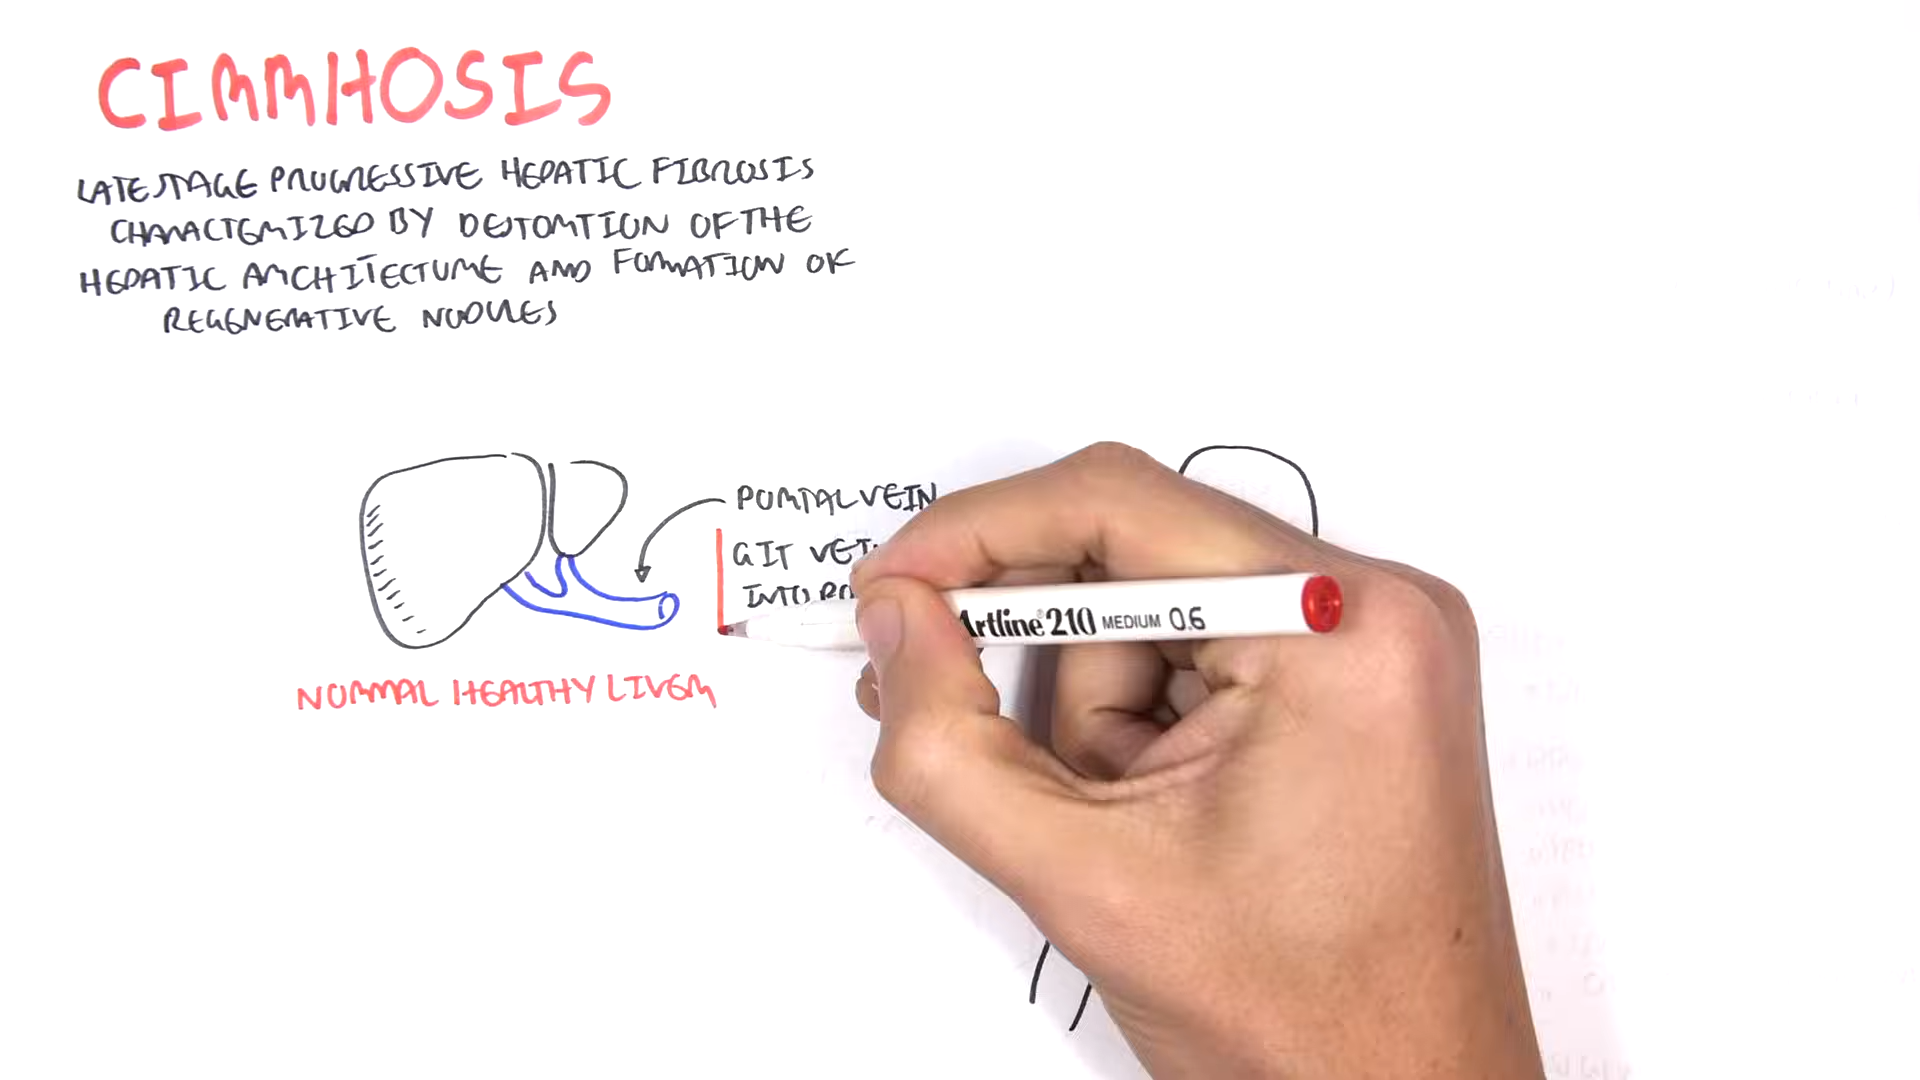 CIRRHOSIS
LATE STAGE PROGRESSIVE HEPATIC FIBROSIS
CHARACTERIZED BY DISTORTION OF THE
HEPATIC ARCHITECTURE AND FORMATION OF
REGENERATIVE NODULES
PORTAL VEIN
GIT
INTO
NORMAL HEALTHY LIVER
Artline 210 MEDIUM 0.6